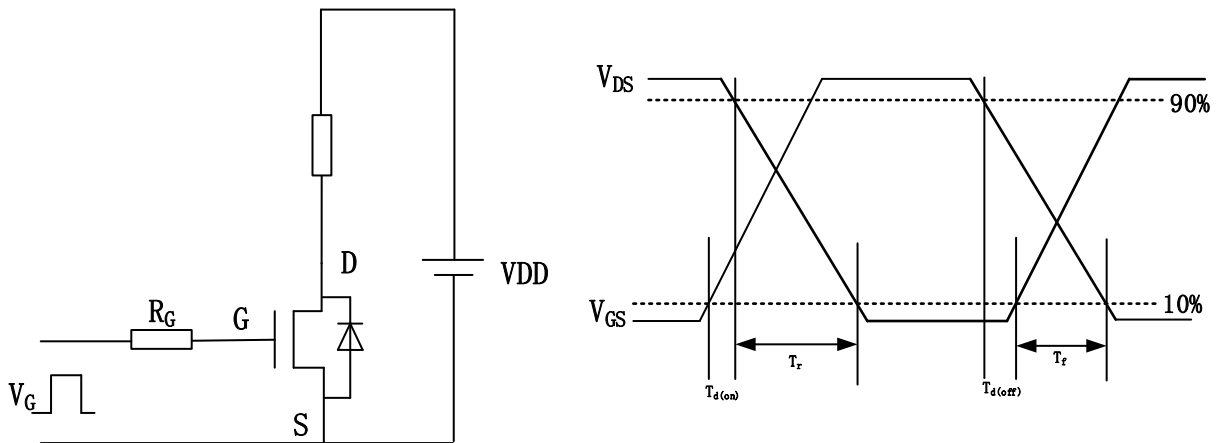 D
VDD
R_G
G
V_G
S
V_DS
90%
V_GS
10%
T_r
T_f
T_d(on)
T_d(off)